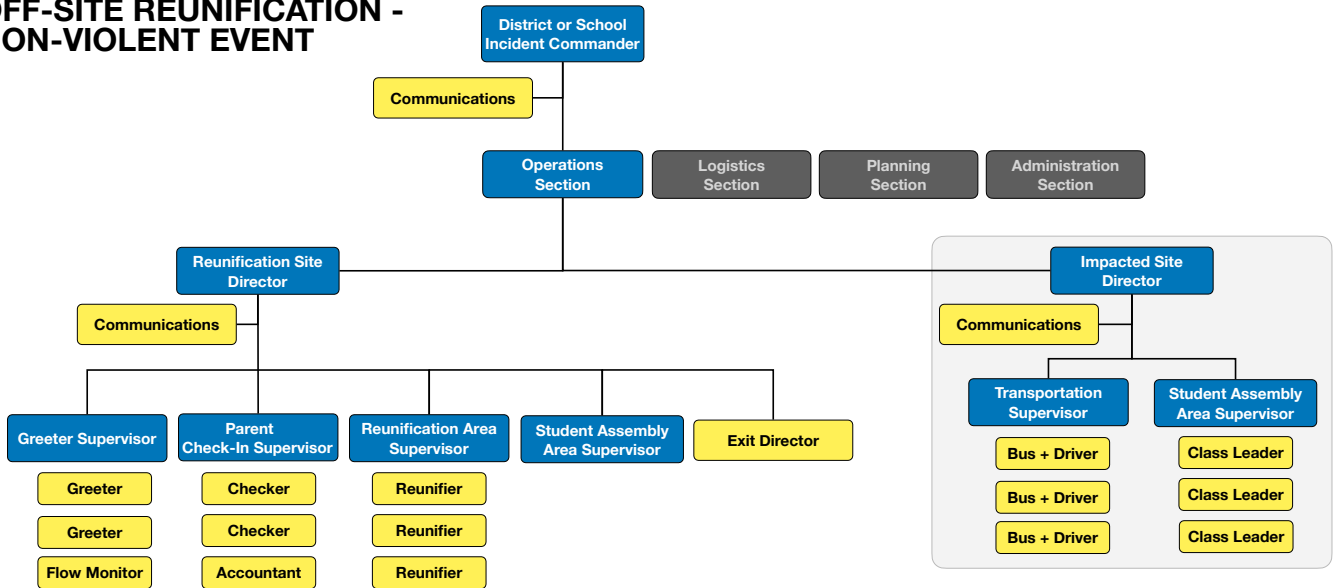 OFF-SITE REUNIFICATION -
ON-VIOLENT EVENT
District or School
Incident Commander
Communications
Operations
Section
Logistics
Section
Planning
Section
Administration
Section
Reunification Site
Director
Impacted Site
Director
Communications
Communications
Transportation
Supervisor
Student Assembly
Area Supervisor
Greeter Supervisor
Parent
Check-In Supervisor
Reunification Area
Supervisor
Student Assembly
Area Supervisor
Exit Director
Bus + Driver
Class Leader
Greeter
Checker
Reunifier
Bus + Driver
Class Leader
Greeter
Checker
Reunifier
Bus + Driver
Class Leader
Flow Monitor
Accountant
Reunifier